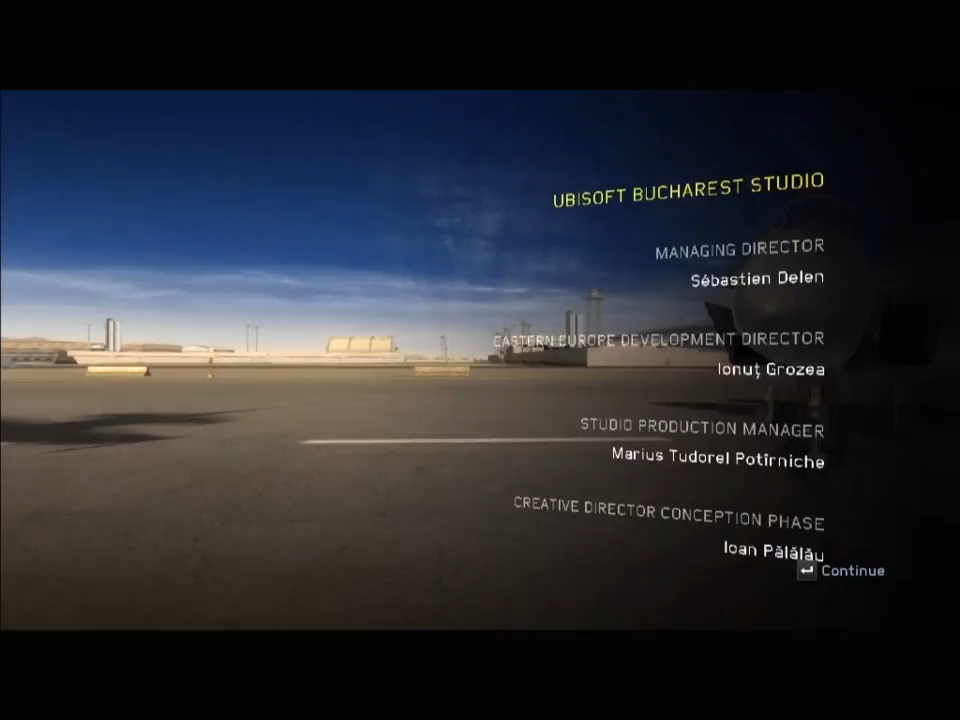 UBISOFT BUCHAREST STUDIO
MANAGING DIRECTOR
Sébastien Delen
EASTERN EUROPE DEVELOPMENT DIRECTOR
Ionuț Grozea
STUDIO PRODUCTION MANAGER
Marius Tudorel Potîrniche
CREATIVE DIRECTOR CONCEPTION PHASE
Ioan Pălălău
Continue